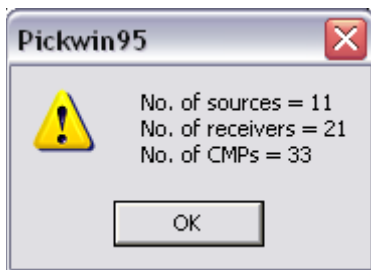 Pickwin95
No. of sources = 11
No. of receivers = 21
No. of CMPs = 33
OK